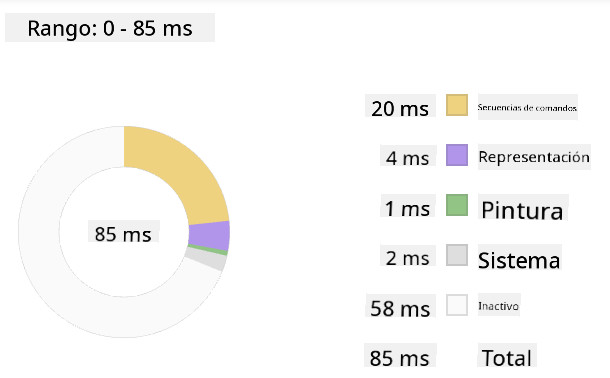 Rango: 0 - 85 ms
85 ms
20 ms Secuencias de comandos
4 ms Representación
1 ms Pintura
2 ms Sistema
58 ms Inactivo
85 ms Total